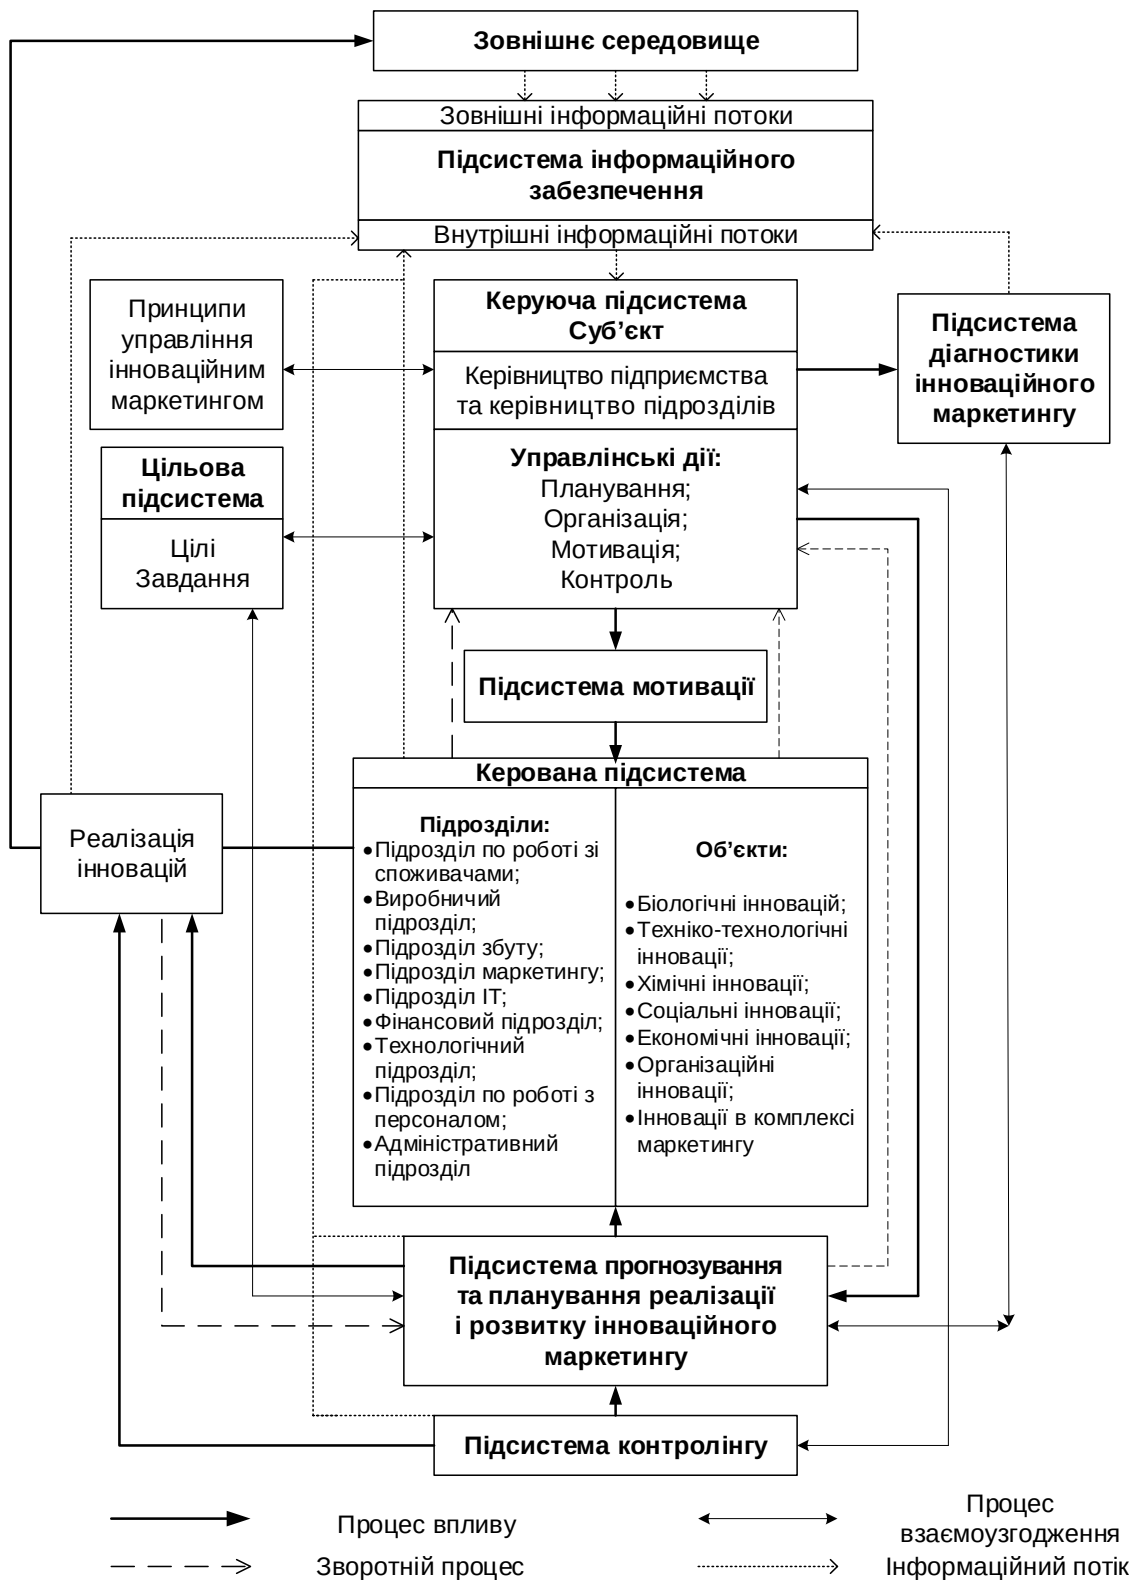 Зовнішнє середовище
Зовнішні інформаційні потоки
Підсистема інформаційного
забезпечення
Внутрішні інформаційні потоки
Принципи
управління
інноваційним
маркетингом
Керуюча підсистема
Суб’єкт
Керівництво підприємства
та керівництво підрозділів
Управлінські дії:
Планування;
Організація;
Мотивація;
Контроль
Підсистема
діагностики
інноваційного
маркетингу
Цільова
підсистема
Цілі
Завдання
Підсистема мотивації
Керована підсистема
Реалізація
інновацій
Підрозділи:
•Підрозділ по роботі зі
споживачами;
•Виробничий
підрозділ;
•Підрозділ збуту;
•Підрозділ маркетингу;
•Підрозділ ІТ;
•Фінансовий підрозділ;
•Технологічний
підрозділ;
•Підрозділ по роботі з
персоналом;
•Адміністративний
підрозділ
Об’єкти:
•Біологічні інновацій;
•Техніко-технологічні
інновації;
•Хімічні інновації;
•Соціальні інновації;
•Економічні інновації;
•Організаційні
інновації;
•Інновації в комплексі
маркетингу
Підсистема прогнозування
та планування реалізації
і розвитку інноваційного
маркетингу
Підсистема контролінгу
Процес впливу
Процес
взаємоузгодження
Зворотній процес
Інформаційний потік